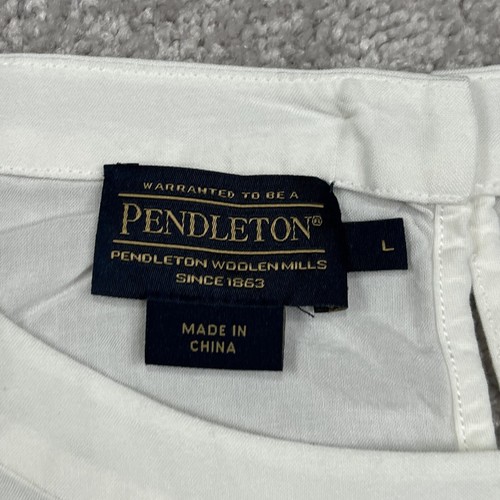 WARRANTED TO BE A
PENDLETON®
PENDLETON WOOLEN MILLS
SINCE 1863
L
MADE IN
CHINA